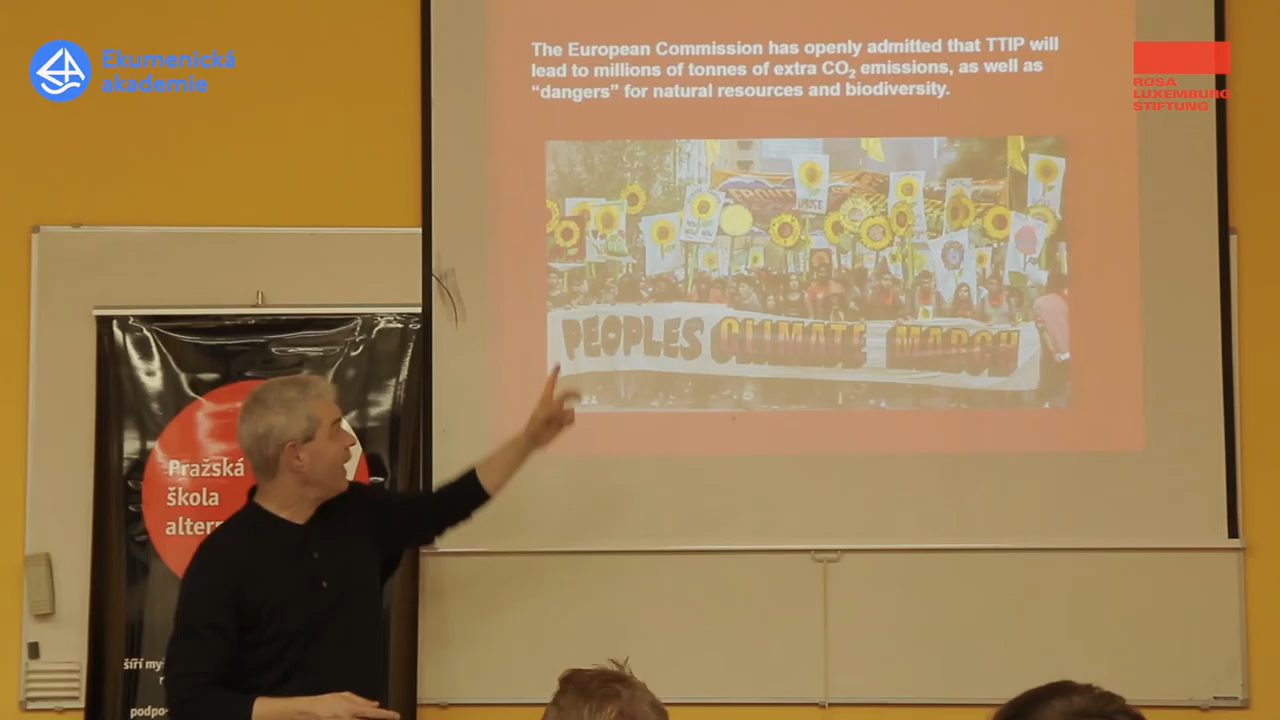 Ekumenická
akademie
The European Commission has openly admitted that TTIP will
lead to millions of tonnes of extra CO₂ emissions, as well as
“dangers” for natural resources and biodiversity.
ROSA
LUXEMBURG
STIFTUNG
PEOPLES CLIMATE MARCH
Pražská
škola